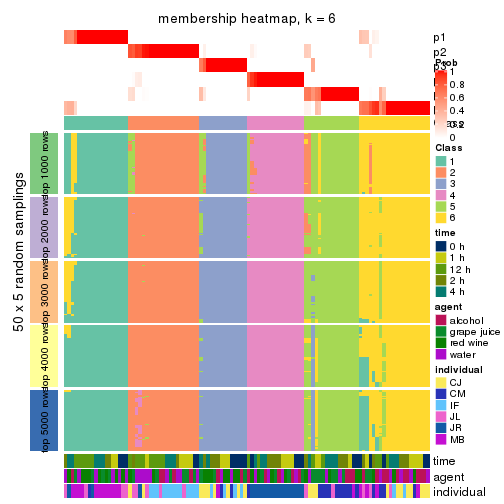 membership heatmap, k = 6
p1
p2
Prob
1
0.8
0.6
0.4
0.2
0
Class
1
2
3
4
5
6
time
0 h
1 h
12 h
2 h
4 h
agent
alcohol
grape juice
red wine
water
individual
CJ
CM
IF
JL
JR
MB
50 x 5 random samplings
top 1000 rows
top 2000 rows
top 3000 rows
top 4000 rows
top 5000 rows
time
agent
individual